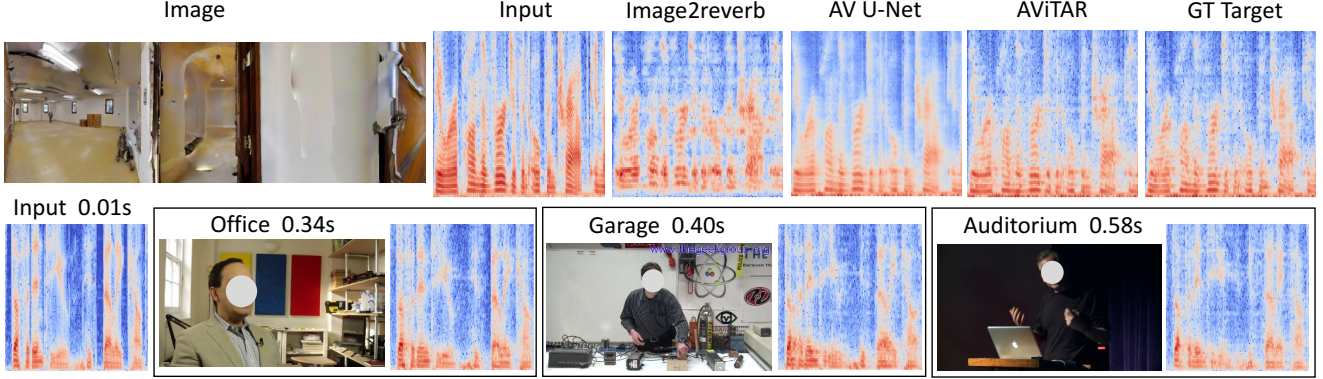 Image
Input
Image2reverb
AV U-Net
AViTAR
GT Target
Input 0.01s
Office 0.34s
Garage 0.40s
Auditorium 0.58s
THE